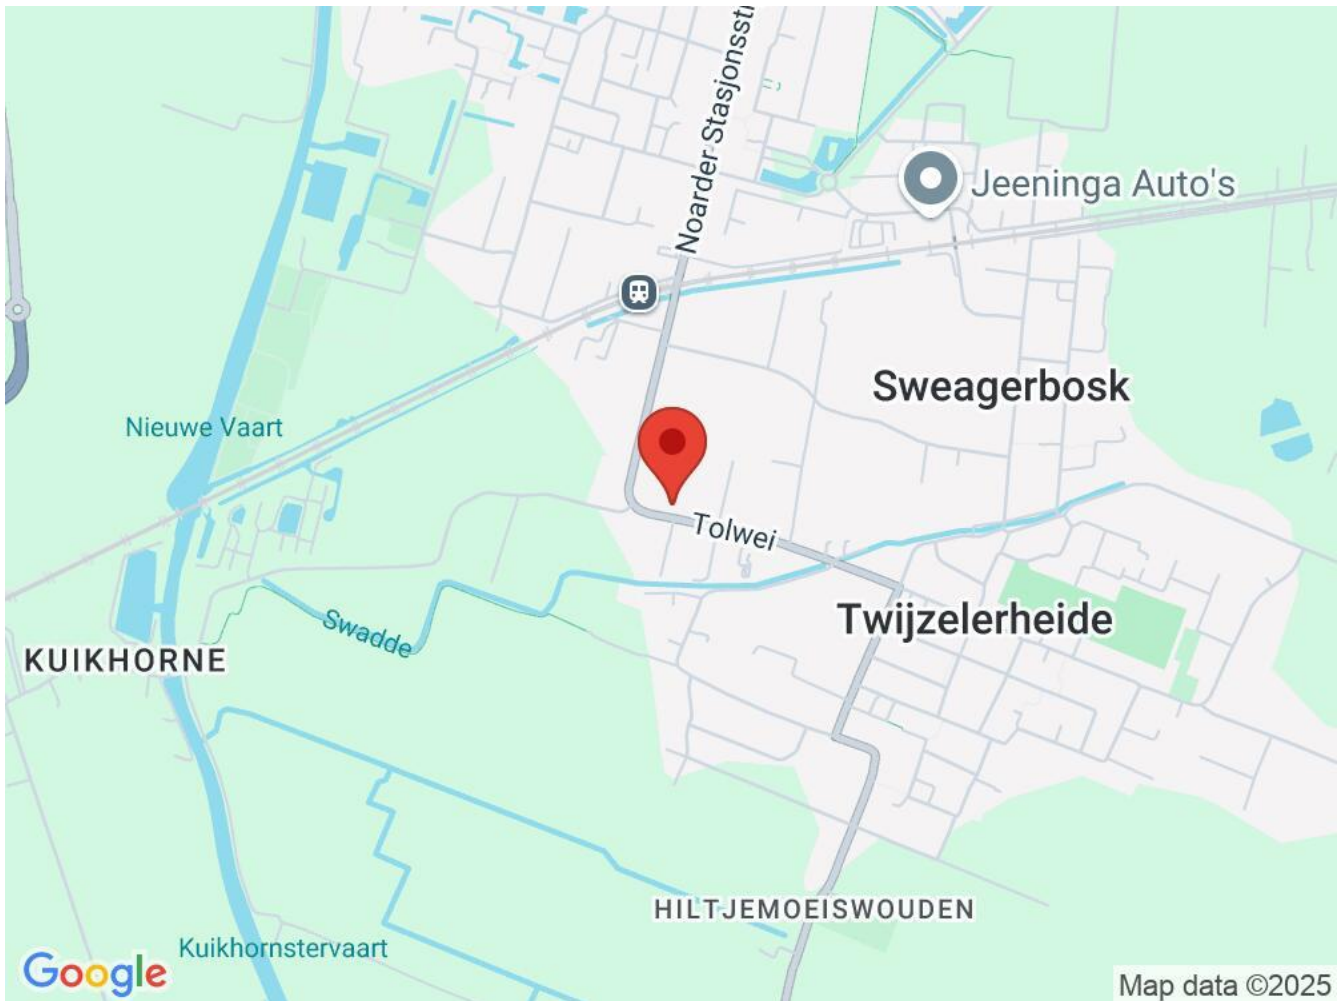 Noarder Stasjonsstr
Jeeninga Auto's
Sweagerbosk
Nieuwe Vaart
Tolwei
Twijzelerheide
Swadde
KUIKHORNE
HILTJEMOEISWOUDEN
Kuikhornstervaart
Google
Map data ©2025